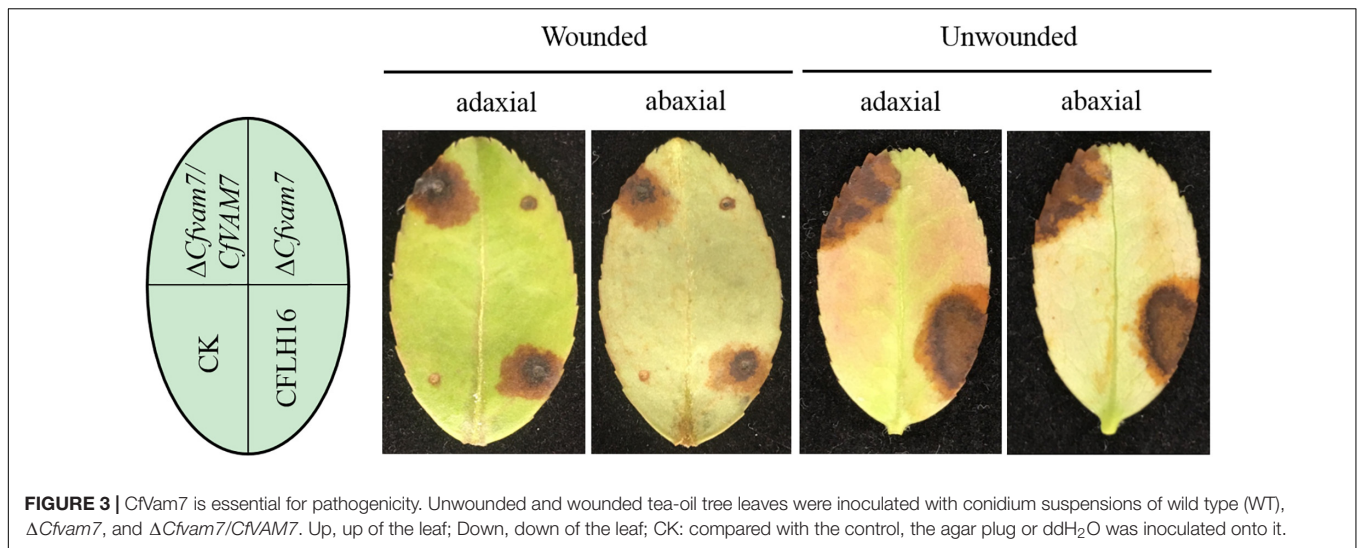 Wounded Unwounded
adaxial abaxial adaxial abaxial
ΔCfvam7/
CfVAM7
ΔCfvam7
CK
CFLH16
FIGURE 3 | CfVam7 is essential for pathogenicity. Unwounded and wounded tea-oil tree leaves were inoculated with conidium suspensions of wild type (WT),
ΔCfvam7, and ΔCfvam7/CfVAM7. Up, up of the leaf; Down, down of the leaf; CK: compared with the control, the agar plug or ddH₂O was inoculated onto it.